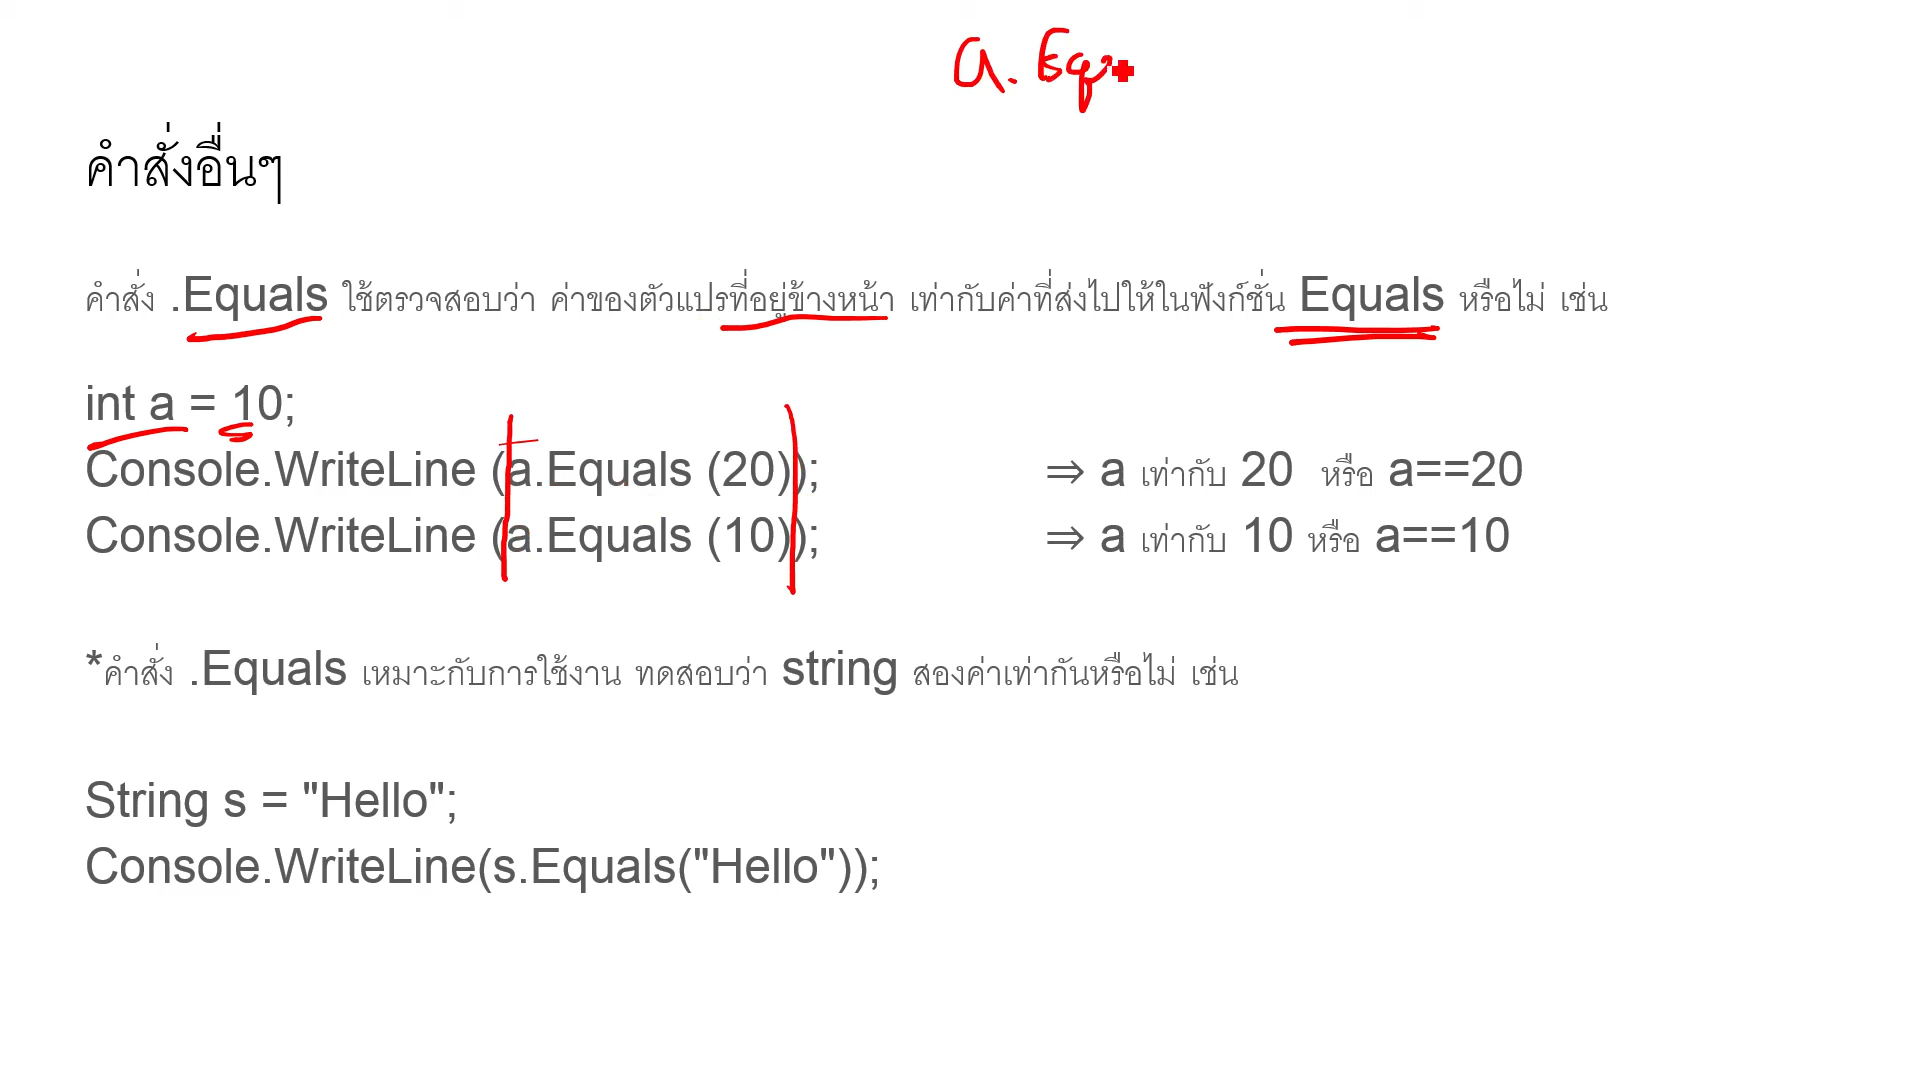 a. Eq
คำสั่งอื่นๆ
คำสั่ง .Equals ใช้ตรวจสอบว่า ค่าของตัวแปรที่อยู่ข้างหน้า เท่ากับค่าที่ส่งไปให้ในฟังก์ชั่น Equals หรือไม่ เช่น
int a = 10;
Console.WriteLine (a.Equals (20)); ⇒ a เท่ากับ 20 หรือ a==20
Console.WriteLine (a.Equals (10)); ⇒ a เท่ากับ 10 หรือ a==10
*คำสั่ง .Equals เหมาะกับการใช้งาน ทดสอบว่า string สองค่าเท่ากันหรือไม่ เช่น
String s = "Hello";
Console.WriteLine(s.Equals("Hello"));